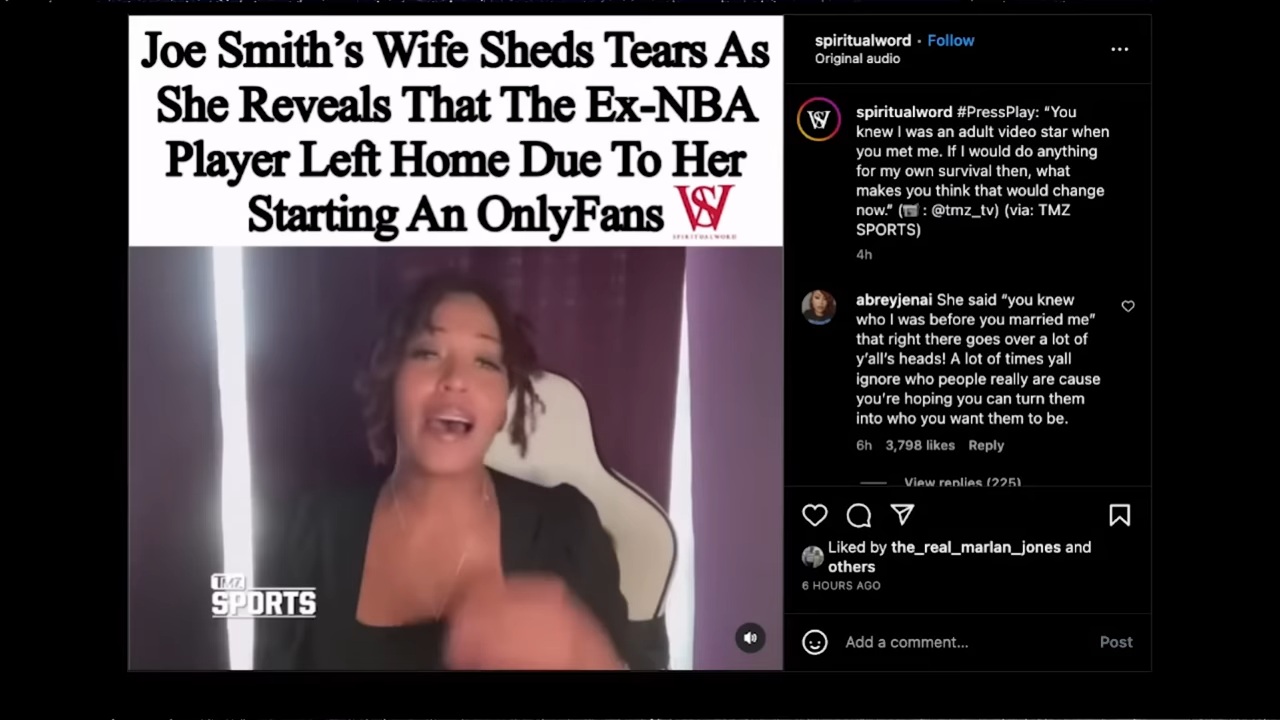 Joe Smith’s Wife Sheds Tears As
She Reveals That The Ex-NBA
Player Left Home Due To Her
Starting An OnlyFans
SW
SPIRITUALWORD
TMZ
SPORTS
spiritualword · Follow
Original audio
SW
spiritualword #PressPlay: “You
knew I was an adult video star when
you met me. If I would do anything
for my own survival then, what
makes you think that would change
now.” (📹: @tmz_tv) (via: TMZ
SPORTS)
4h
abreyjenai She said “you knew
who I was before you married me”
that right there goes over a lot of
y’all’s heads! A lot of times yall
ignore who people really are cause
you’re hoping you can turn them
into who you want them to be.
6h 3,798 likes Reply
View replies (225)
Liked by the_real_marlan_jones and
others
6 HOURS AGO
Add a comment... Post